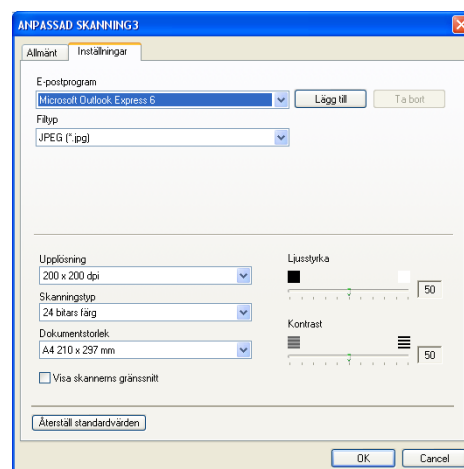 ANPASSAD SKANNING3
Allmänt
Inställningar
E-postprogram
Microsoft Outlook Express 6
Lägg till
Ta bort
Filtyp
JPEG (*.jpg)
Upplösning
200 x 200 dpi
Skanningstyp
24 bitars färg
Dokumentstorlek
A4 210 x 297 mm
Visa skannerns gränssnitt
Ljusstyrka
50
Kontrast
50
Återställ standardvärden
OK
Cancel